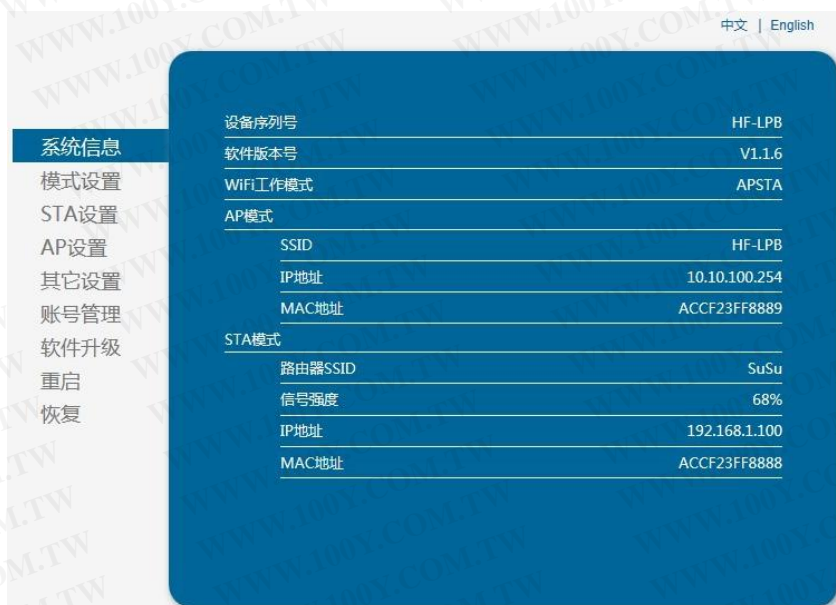 中文 | English
系统信息
模式设置
STA设置
AP设置
其它设置
账号管理
软件升级
重启
恢复
设备序列号 HF-LPB
软件版本号 V1.1.6
WiFi工作模式 APSTA
AP模式
SSID HF-LPB
IP地址 10.10.100.254
MAC地址 ACCF23FF8889
STA模式
路由器SSID SuSu
信号强度 68%
IP地址 192.168.1.100
MAC地址 ACCF23FF8888
WWW.100Y.COM.TW